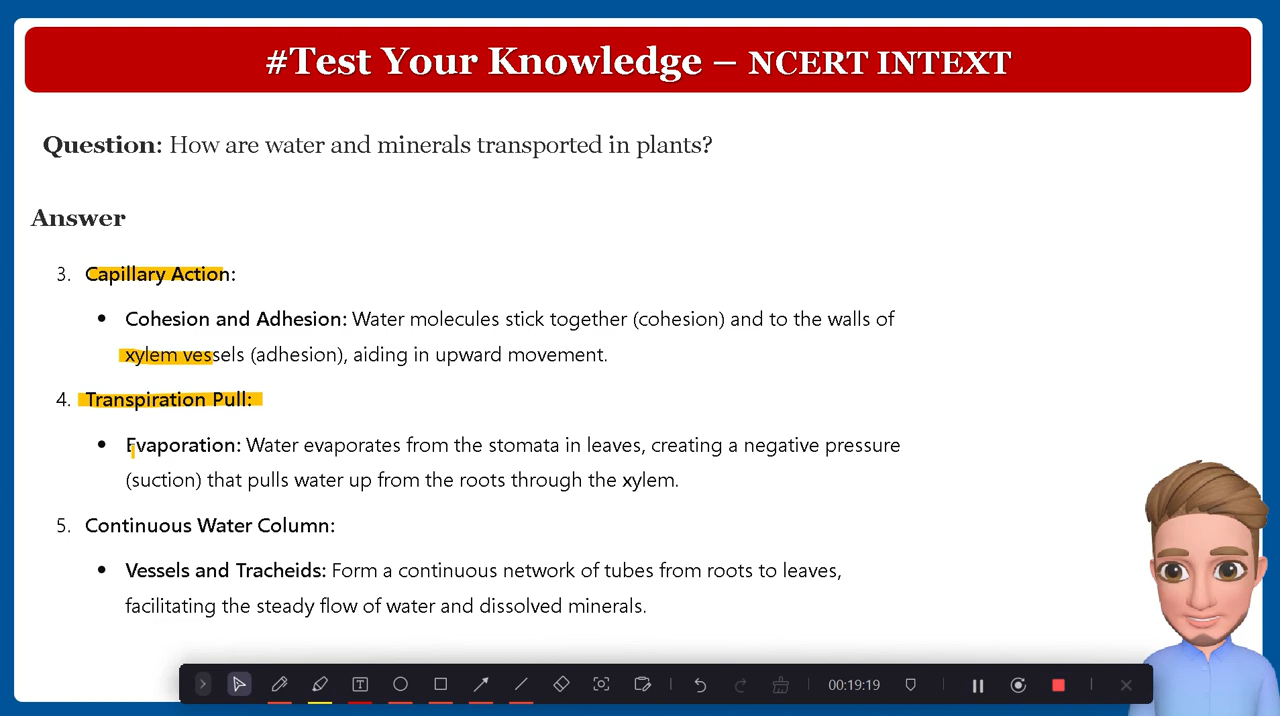 #Test Your Knowledge – NCERT INTEXT
Question: How are water and minerals transported in plants?
Answer
3. Capillary Action:
• Cohesion and Adhesion: Water molecules stick together (cohesion) and to the walls of
xylem vessels (adhesion), aiding in upward movement.
4. Transpiration Pull:
• Evaporation: Water evaporates from the stomata in leaves, creating a negative pressure
(suction) that pulls water up from the roots through the xylem.
5. Continuous Water Column:
• Vessels and Tracheids: Form a continuous network of tubes from roots to leaves,
facilitating the steady flow of water and dissolved minerals.
00:19:19